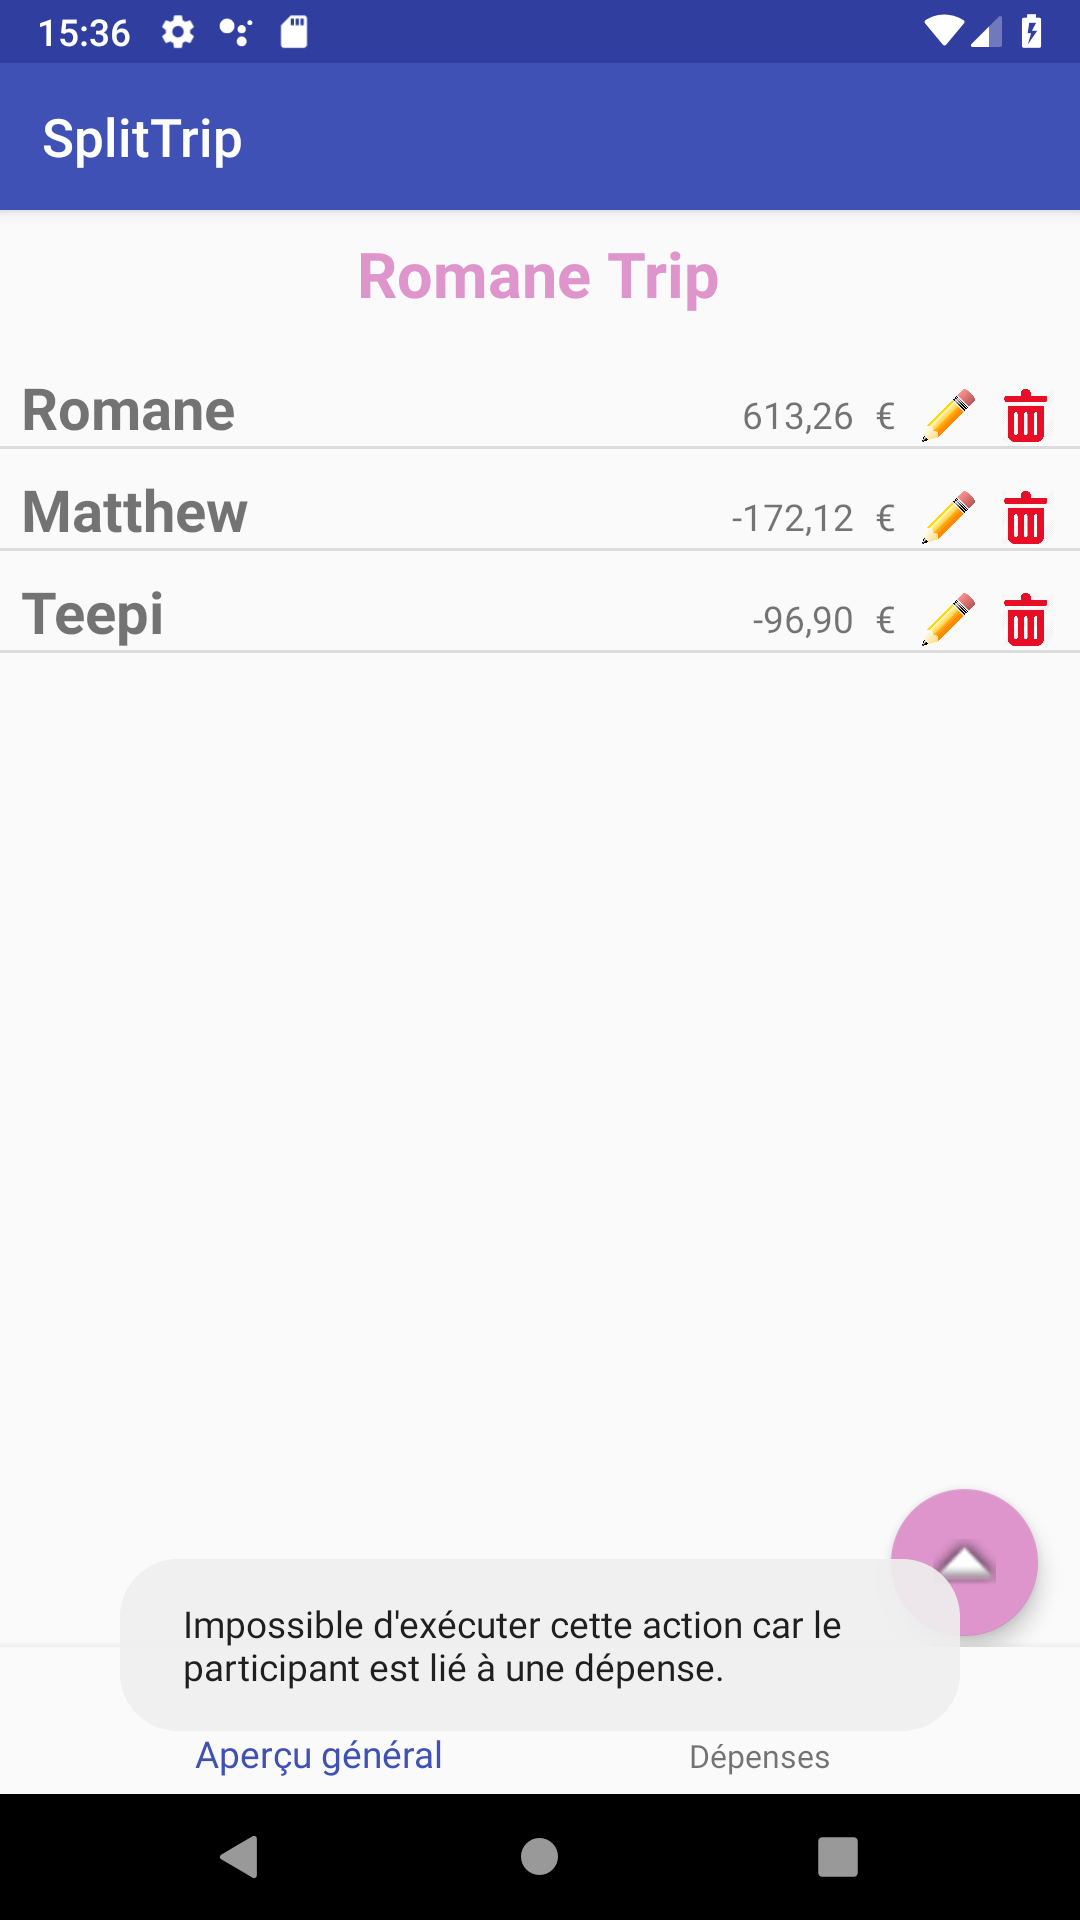 15:36
SplitTrip
Romane Trip
Romane 613,26 €
Matthew -172,12 €
Teepi -96,90 €
Impossible d'exécuter cette action car le
participant est lié à une dépense.
Aperçu général Dépenses